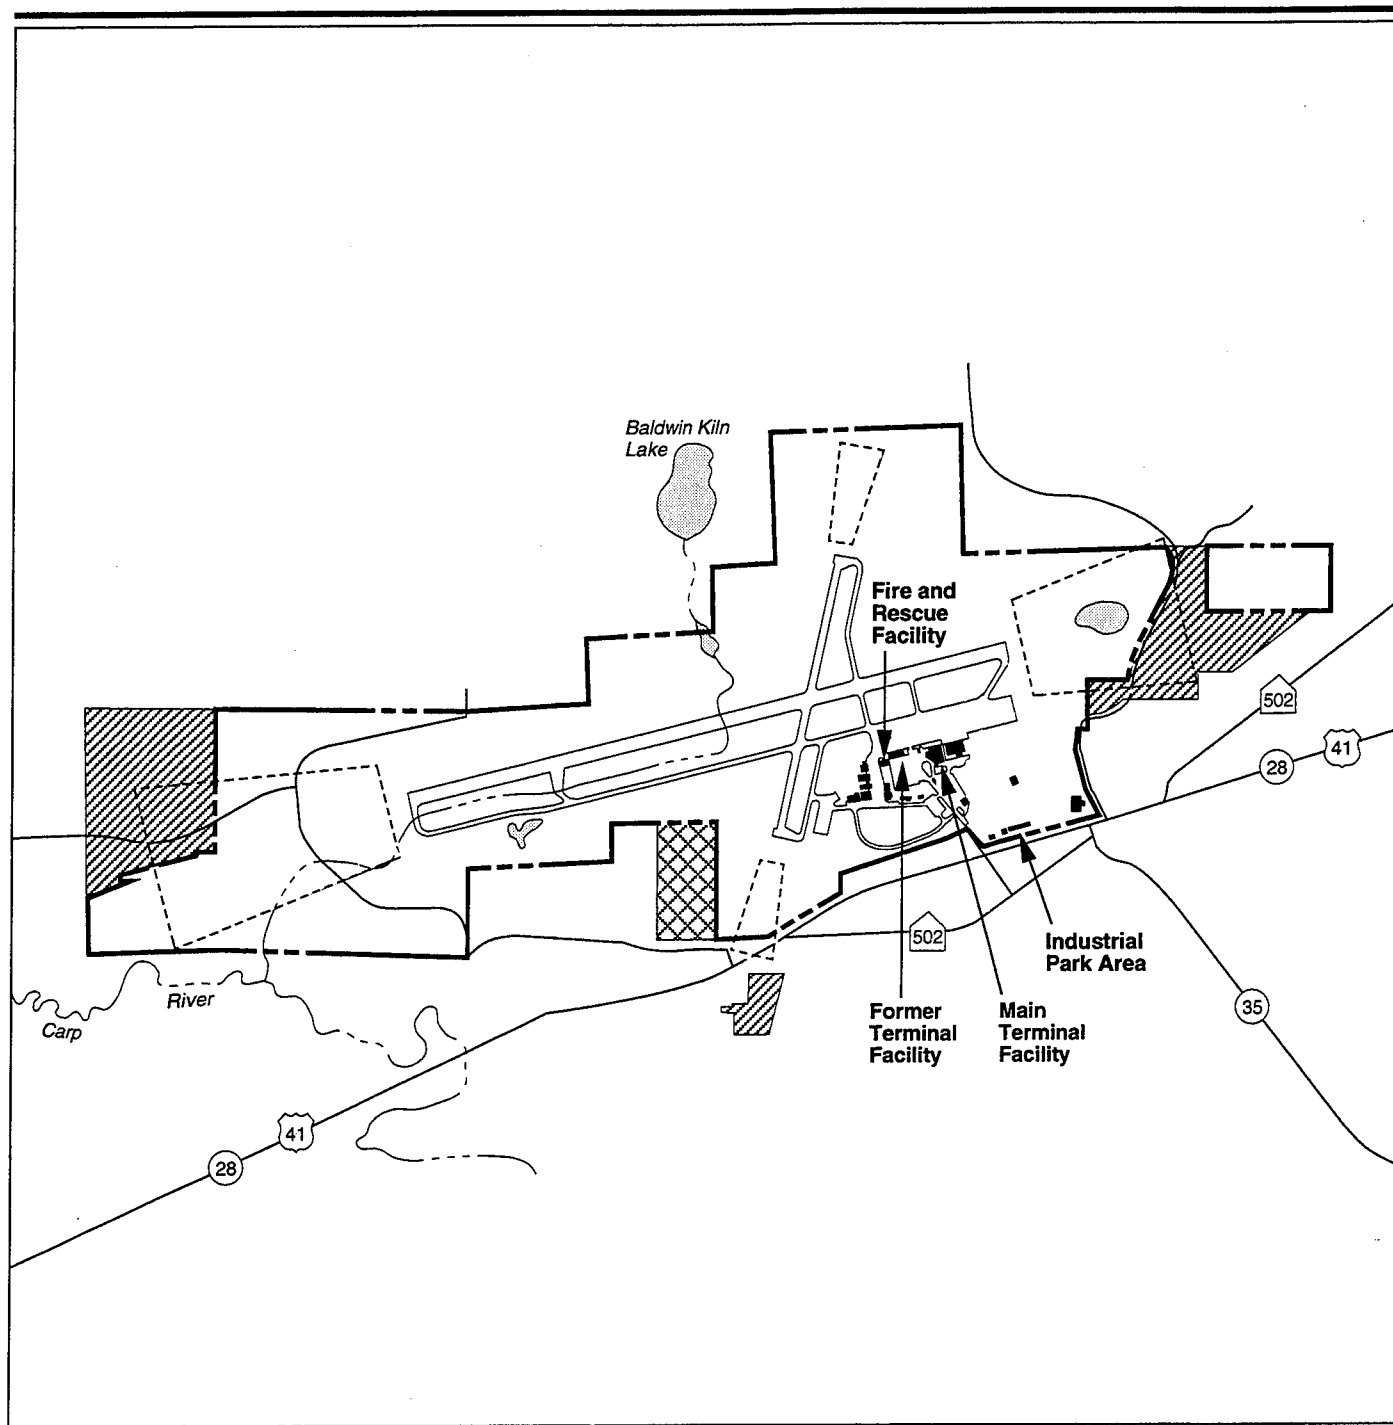 Baldwin Kiln
Lake
Fire and
Rescue
Facility
502
41
28
502
Industrial
Park Area
River
Carp
Former
Terminal
Facility
Main
Terminal
Facility
35
41
28